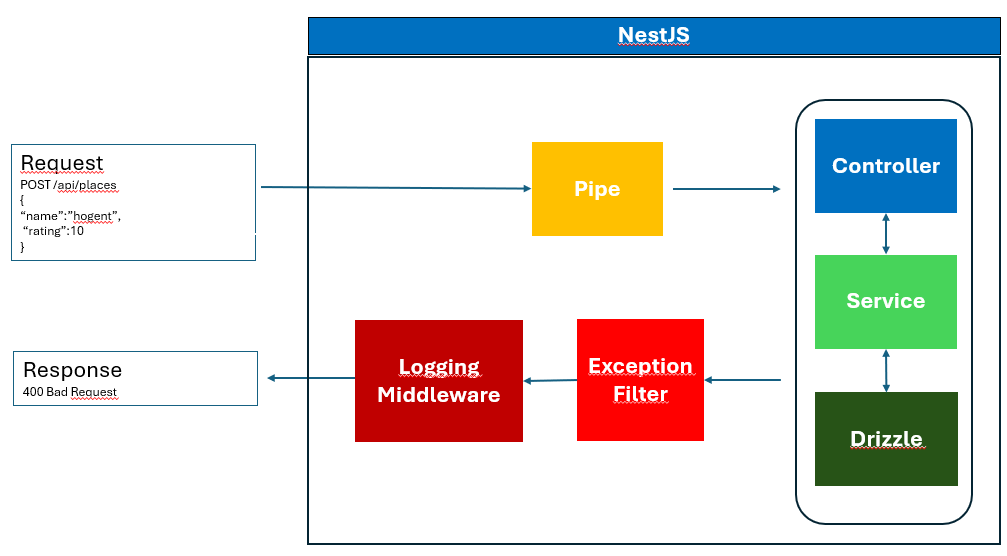 NestJS
Request
POST /api/places
{
“name”:”hogent”,
“rating”:10
}
Pipe
Controller
Service
Response
400 Bad Request
Logging
Middleware
Exception
Filter
Drizzle